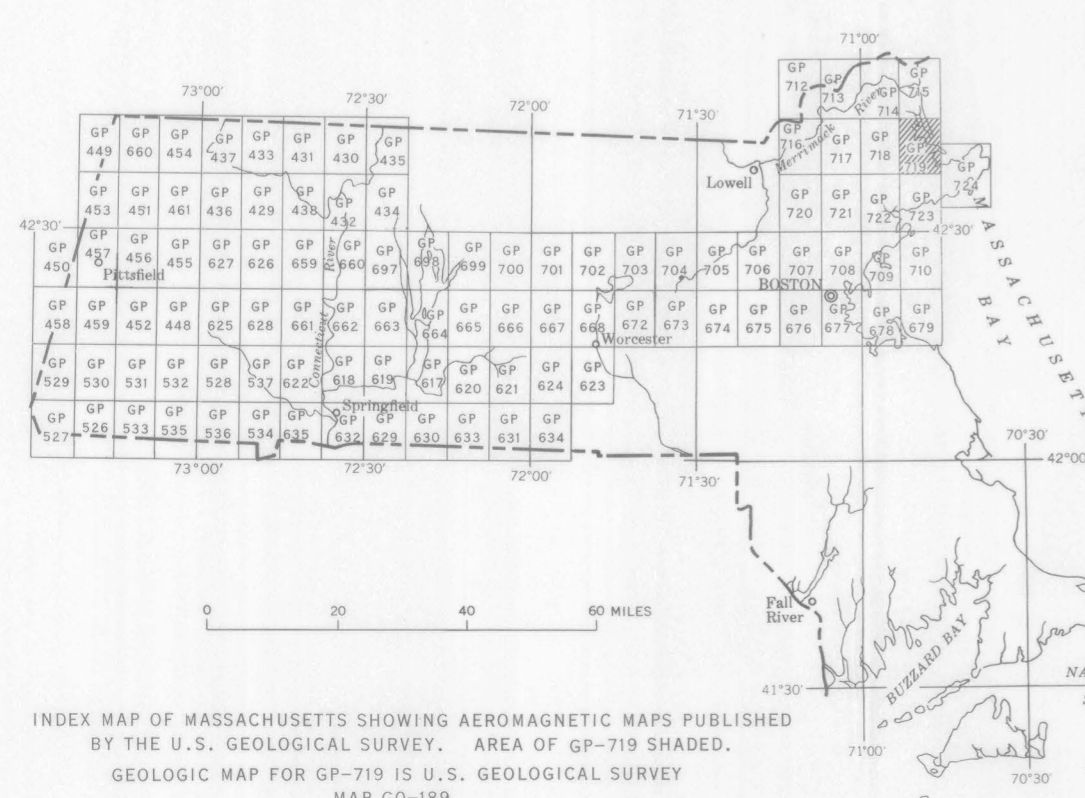 71°00′
73°00′ 72°30′ 72°00′ 71°30′
GP 712 GP 713 GP 714 GP 715
GP 449 GP 660 GP 454 GP 437 GP 433 GP 431 GP 430 GP 435 GP 716 GP 717 GP 718 GP 719
River
Merrimack
Lowell
GP 724
GP 453 GP 451 GP 461 GP 436 GP 429 GP 438 GP 432 GP 434 GP 720 GP 721 GP 722 GP 723
42°30′ 42°30′
MASSACHUSET
BAY
GP 450 GP 457 GP 456 GP 455 GP 627 GP 626 GP 659 GP 660 GP 697 GP 698 GP 699 GP 700 GP 701 GP 702 GP 703 GP 704 GP 705 GP 706 GP 707 GP 708 GP 709 GP 710
Pittsfield
River
BOSTON
GP 458 GP 459 GP 452 GP 448 GP 625 GP 628 GP 661 GP 662 GP 663 GP 664 GP 665 GP 666 GP 667 GP 668 GP 672 GP 673 GP 674 GP 675 GP 676 GP 677 GP 678 GP 679
Connecticut
Worcester
GP 529 GP 530 GP 531 GP 532 GP 528 GP 537 GP 622 GP 618 GP 619 GP 617 GP 620 GP 621 GP 624 GP 623
Springfield
GP 527 GP 526 GP 533 GP 535 GP 536 GP 534 GP 635 GP 632 GP 629 GP 630 GP 633 GP 631 GP 634
73°00′ 72°30′ 72°00′ 71°30′
70°30′
42°00
0 20 40 60 MILES
Fall
River
BUZZARD BAY
NA
41°30′
71°00′
70°30′
INDEX MAP OF MASSACHUSETTS SHOWING AEROMAGNETIC MAPS PUBLISHED
BY THE U.S. GEOLOGICAL SURVEY. AREA OF GP-719 SHADED.
GEOLOGIC MAP FOR GP-719 IS U.S. GEOLOGICAL SURVEY
MAP GQ-189